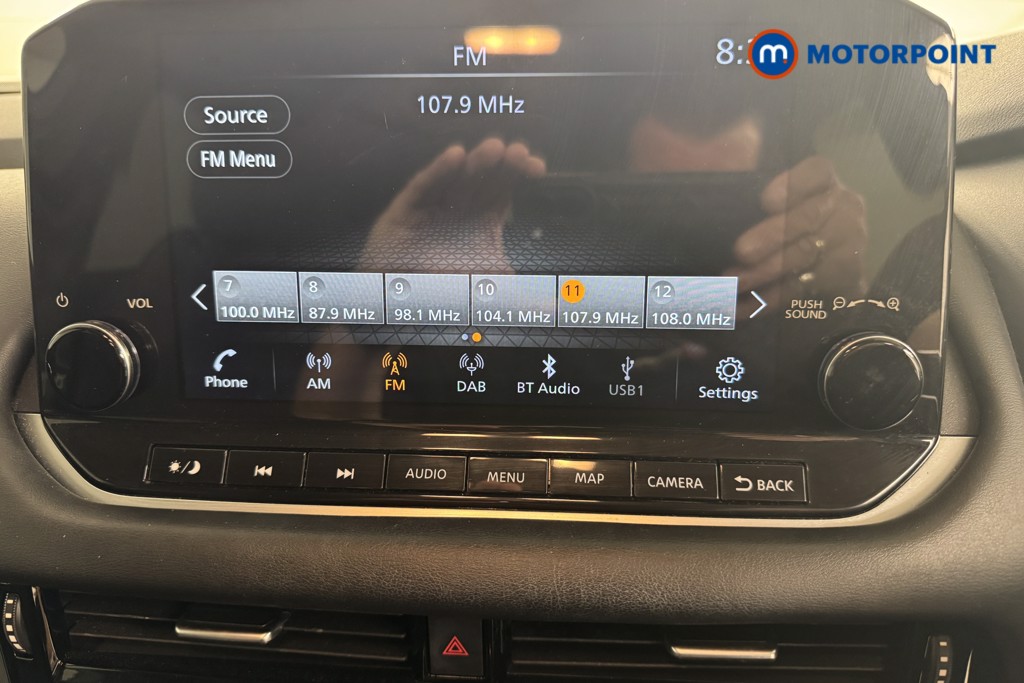 FM
8:
m MOTORPOINT
107.9 MHz
Source
FM Menu
7 8 9 10 11 12
100.0 MHz 87.9 MHz 98.1 MHz 104.1 MHz 107.9 MHz 108.0 MHz
VOL
PUSH
SOUND
Phone AM FM DAB BT Audio USB1 Settings
AUDIO MENU MAP CAMERA BACK